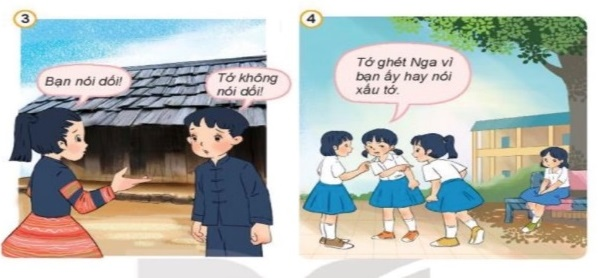 3
Bạn nói dối!
Tớ không
nói dối!
4
Tớ ghét Nga vì
bạn ấy hay nói
xấu tớ.